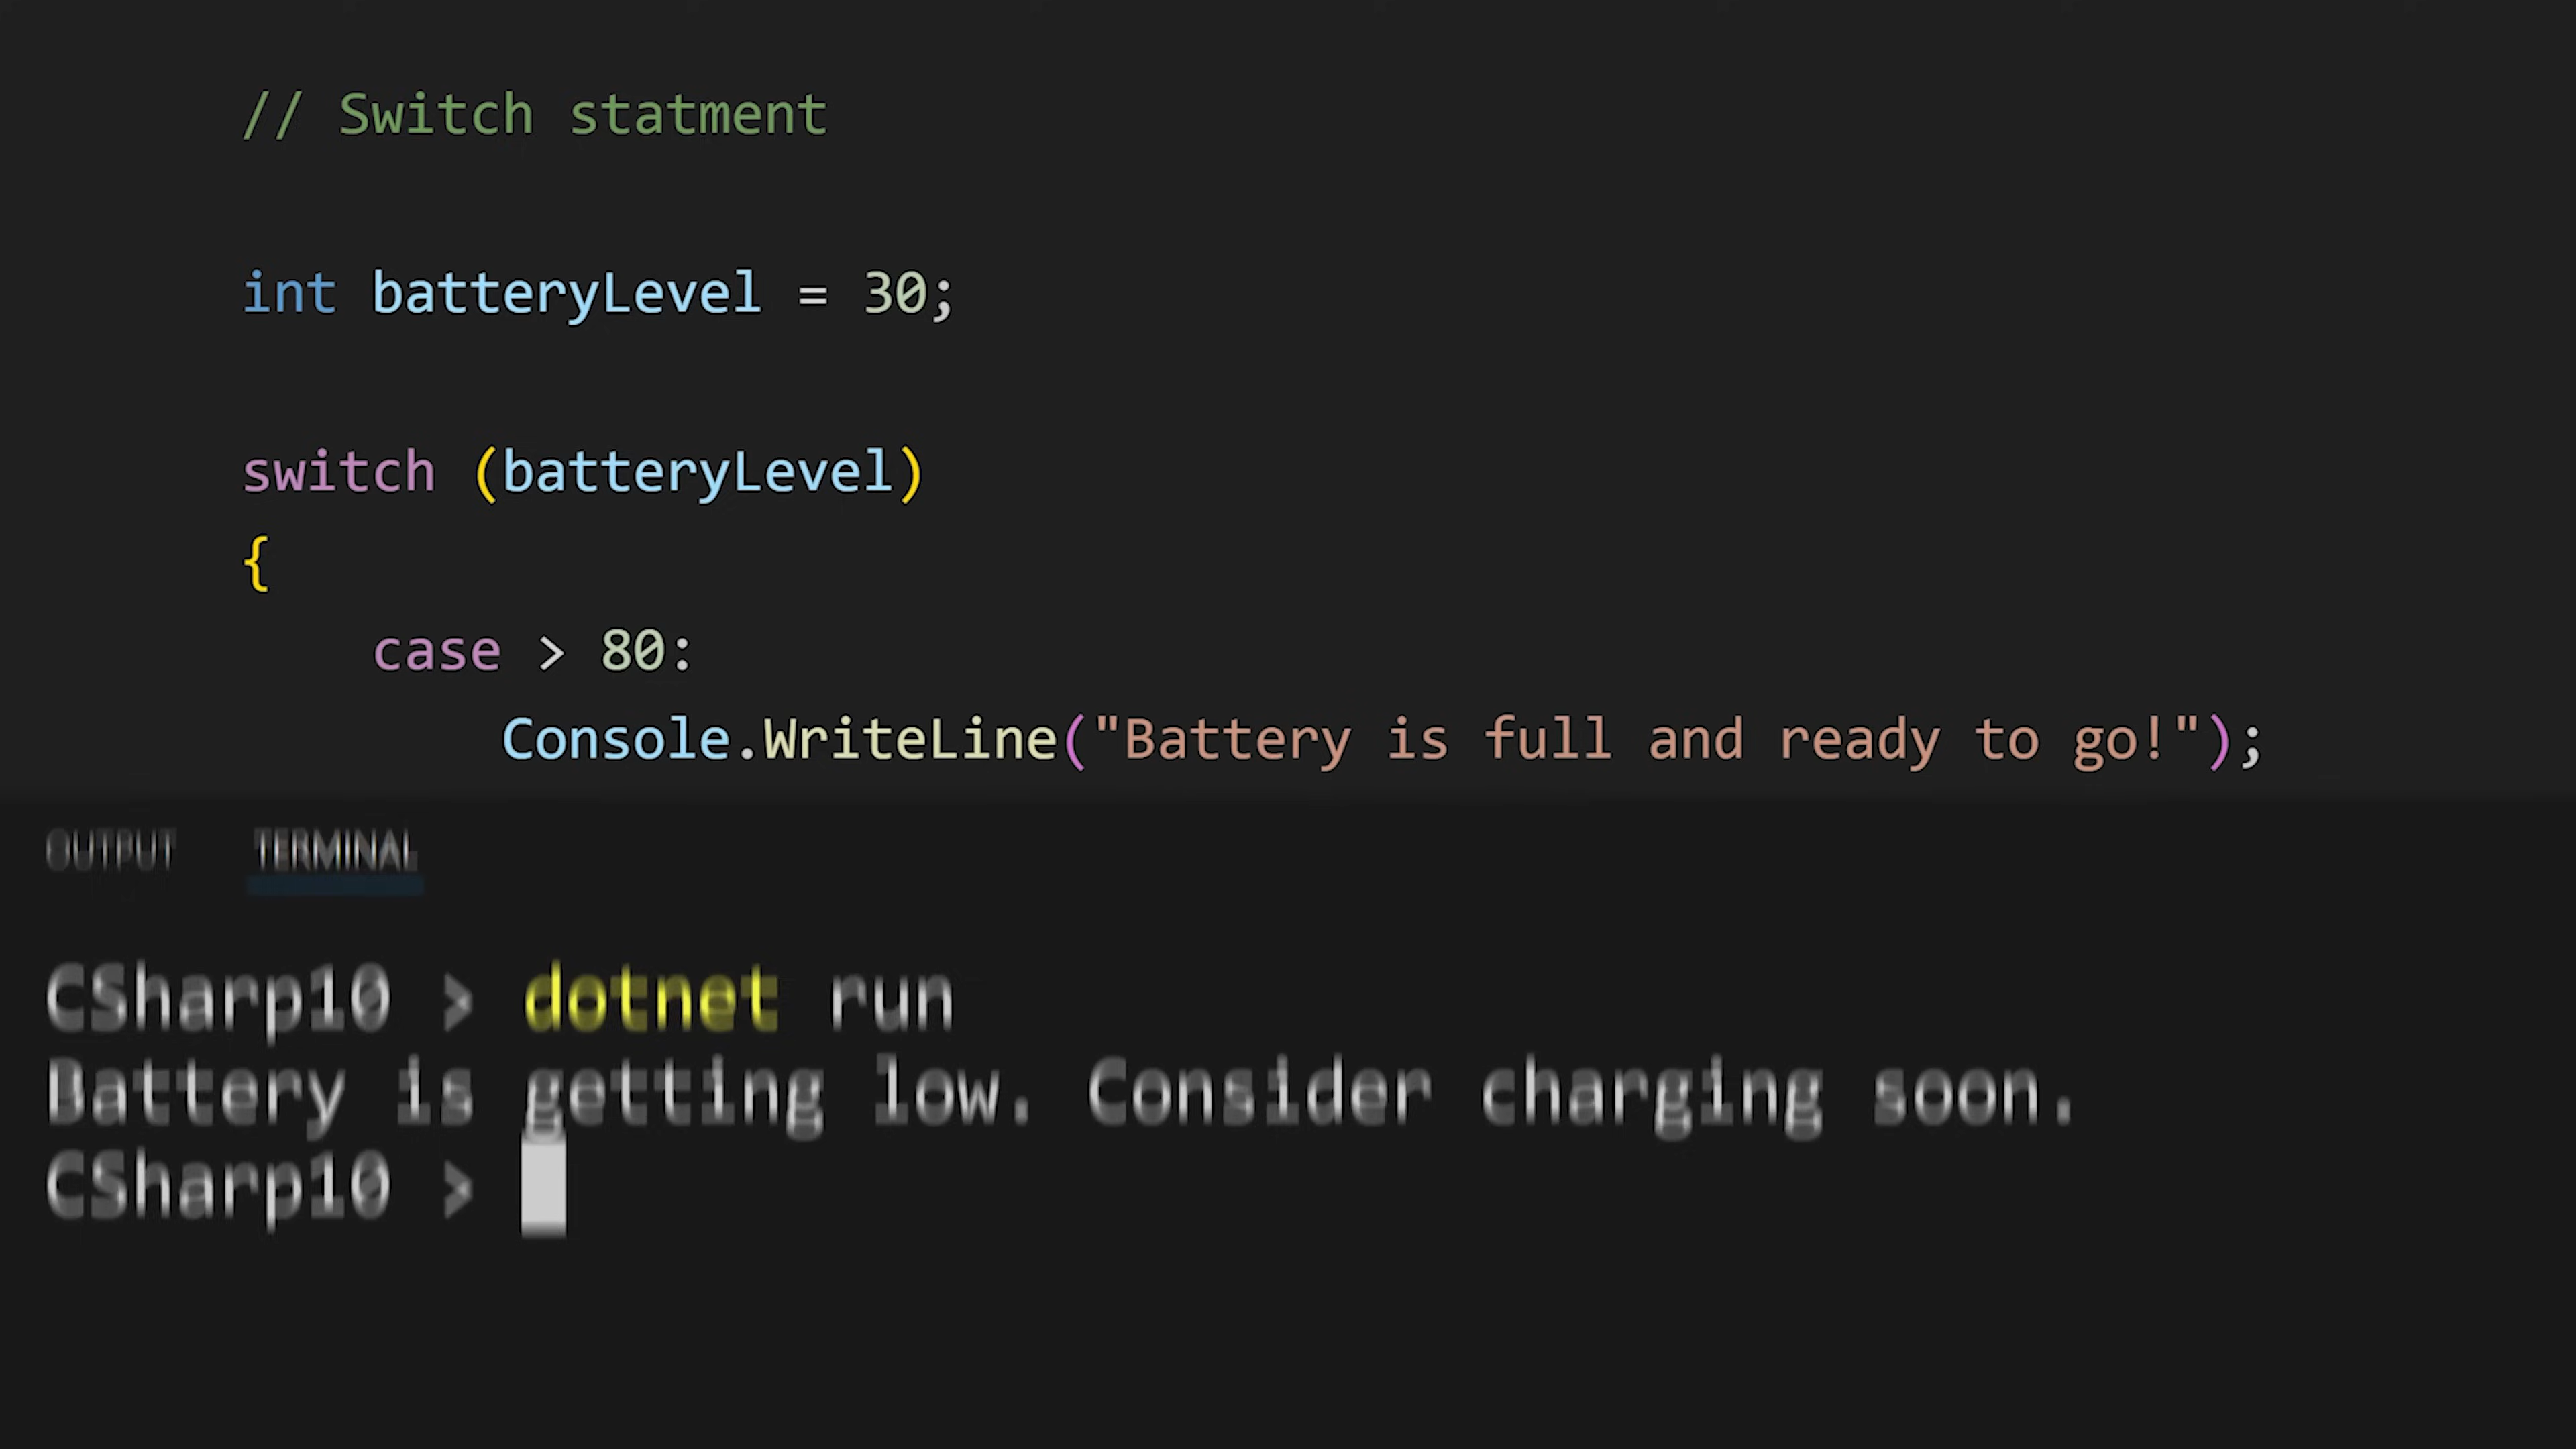 // Switch statment
int batteryLevel = 30;
switch (batteryLevel)
{
case > 80:
Console.WriteLine("Battery is full and ready to go!");
OUTPUT TERMINAL
CSharp10 > dotnet run
Battery is getting low. Consider charging soon.
CSharp10 >